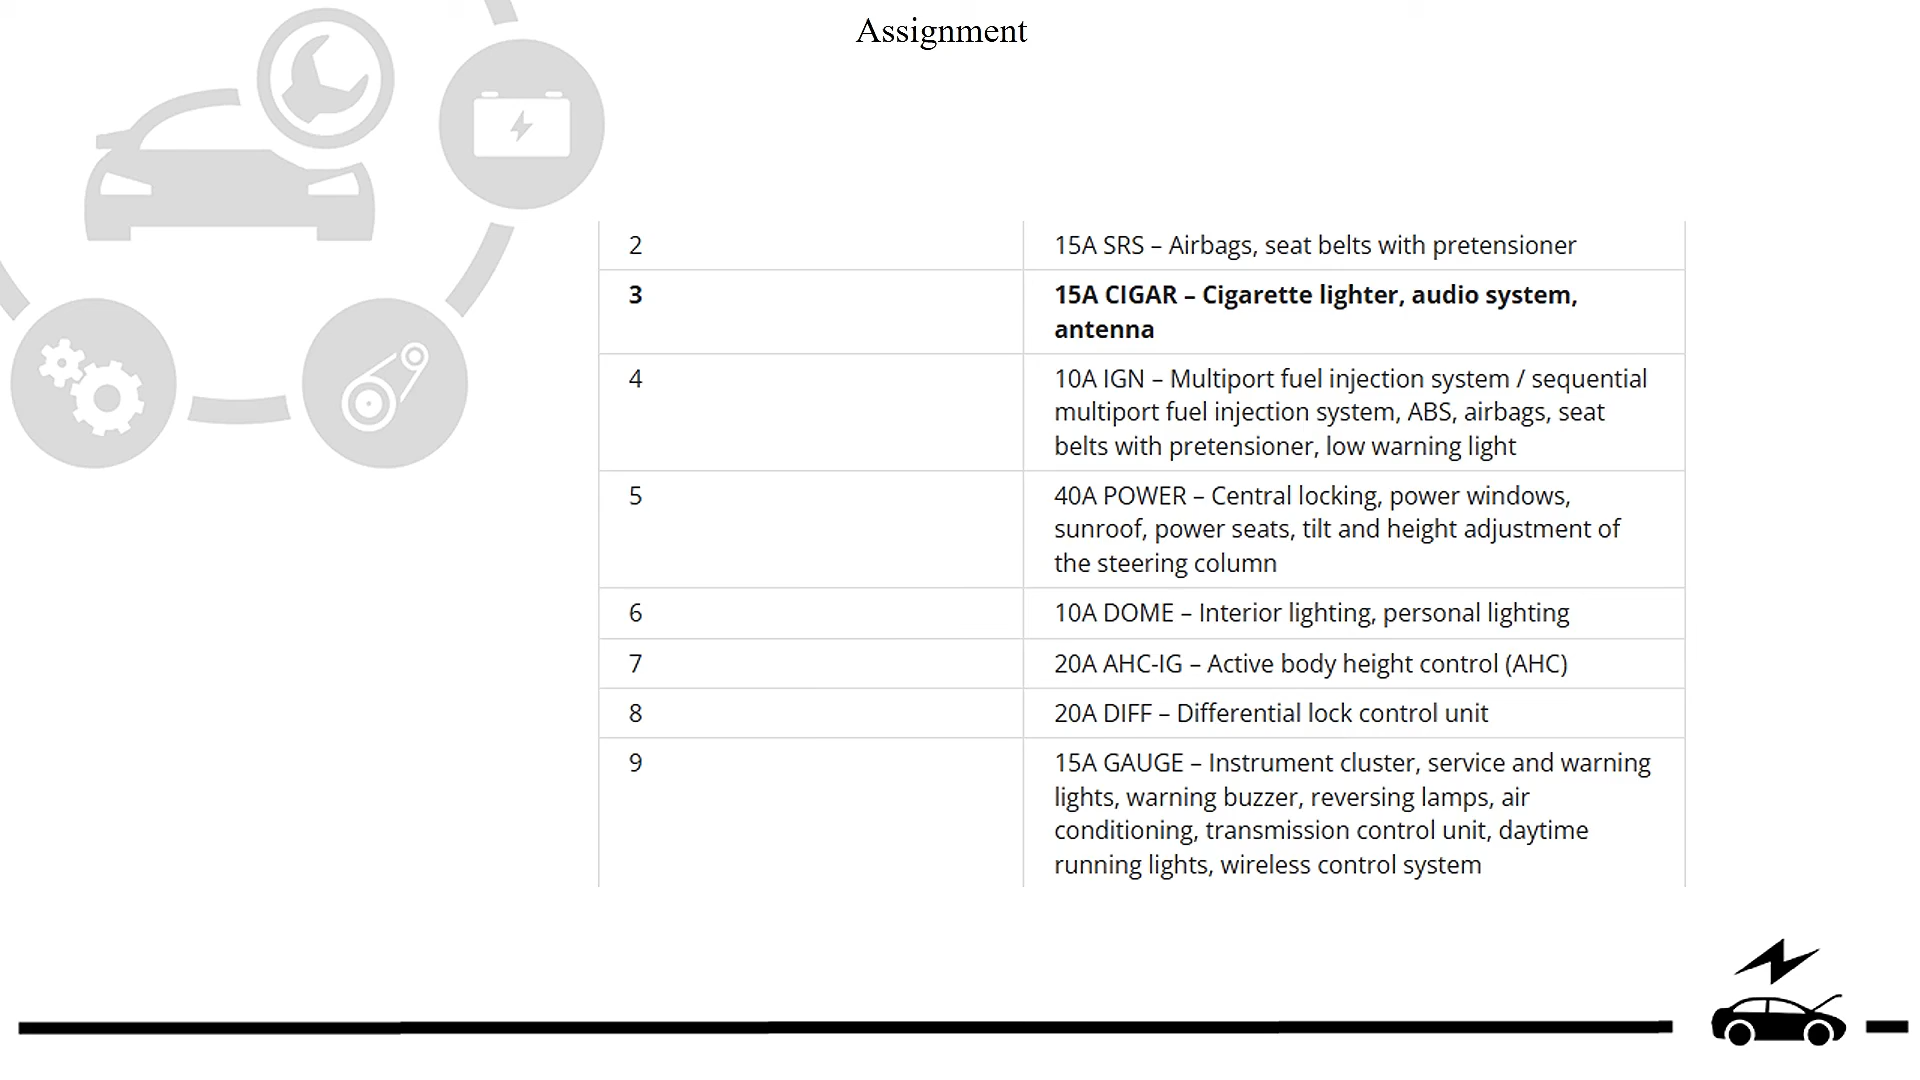 Assignment
2
15A SRS – Airbags, seat belts with pretensioner
3
15A CIGAR – Cigarette lighter, audio system,
antenna
4
10A IGN – Multiport fuel injection system / sequential
multiport fuel injection system, ABS, airbags, seat
belts with pretensioner, low warning light
5
40A POWER – Central locking, power windows,
sunroof, power seats, tilt and height adjustment of
the steering column
6
10A DOME – Interior lighting, personal lighting
7
20A AHC-IG – Active body height control (AHC)
8
20A DIFF – Differential lock control unit
9
15A GAUGE – Instrument cluster, service and warning
lights, warning buzzer, reversing lamps, air
conditioning, transmission control unit, daytime
running lights, wireless control system